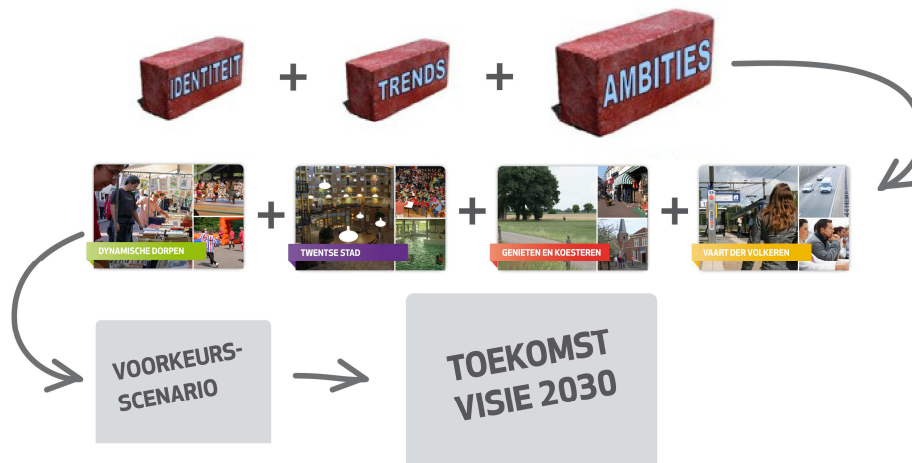 IDENTITEIT + TRENDS + AMBITIES
DYNAMISCHE DORPEN + TWENTSE STAD + GENIETEN EN KOESTEREN + VAART DER VOLKEREN
VOORKEURS-
SCENARIO
TOEKOMST
VISIE 2030